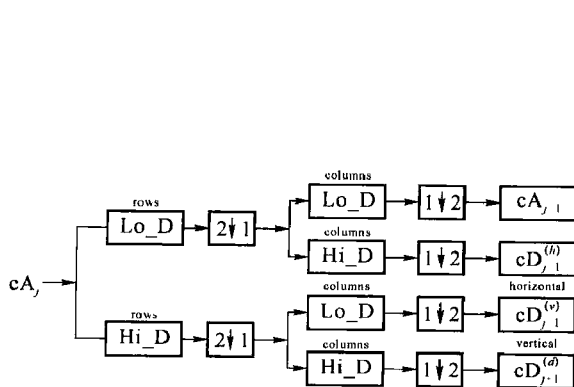 columns
Lo_D 1↓2 cA_{j-1}
rows
Lo_D 2↓1
columns
Hi_D 1↓2 cD_{j-1}^{(h)}
horizontal
cA_j
columns
Lo_D 1↓2 cD_{j-1}^{(v)}
vertical
rows
Hi_D 2↓1
columns
Hi_D 1↓2 cD_{j-1}^{(d)}